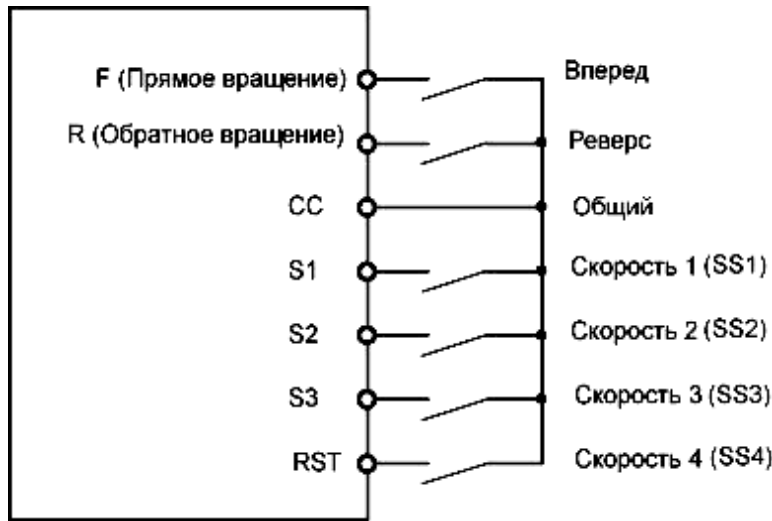 F (Прямое вращение) Вперед
R (Обратное вращение) Реверс
CC Общий
S1 Скорость 1 (SS1)
S2 Скорость 2 (SS2)
S3 Скорость 3 (SS3)
RST Скорость 4 (SS4)